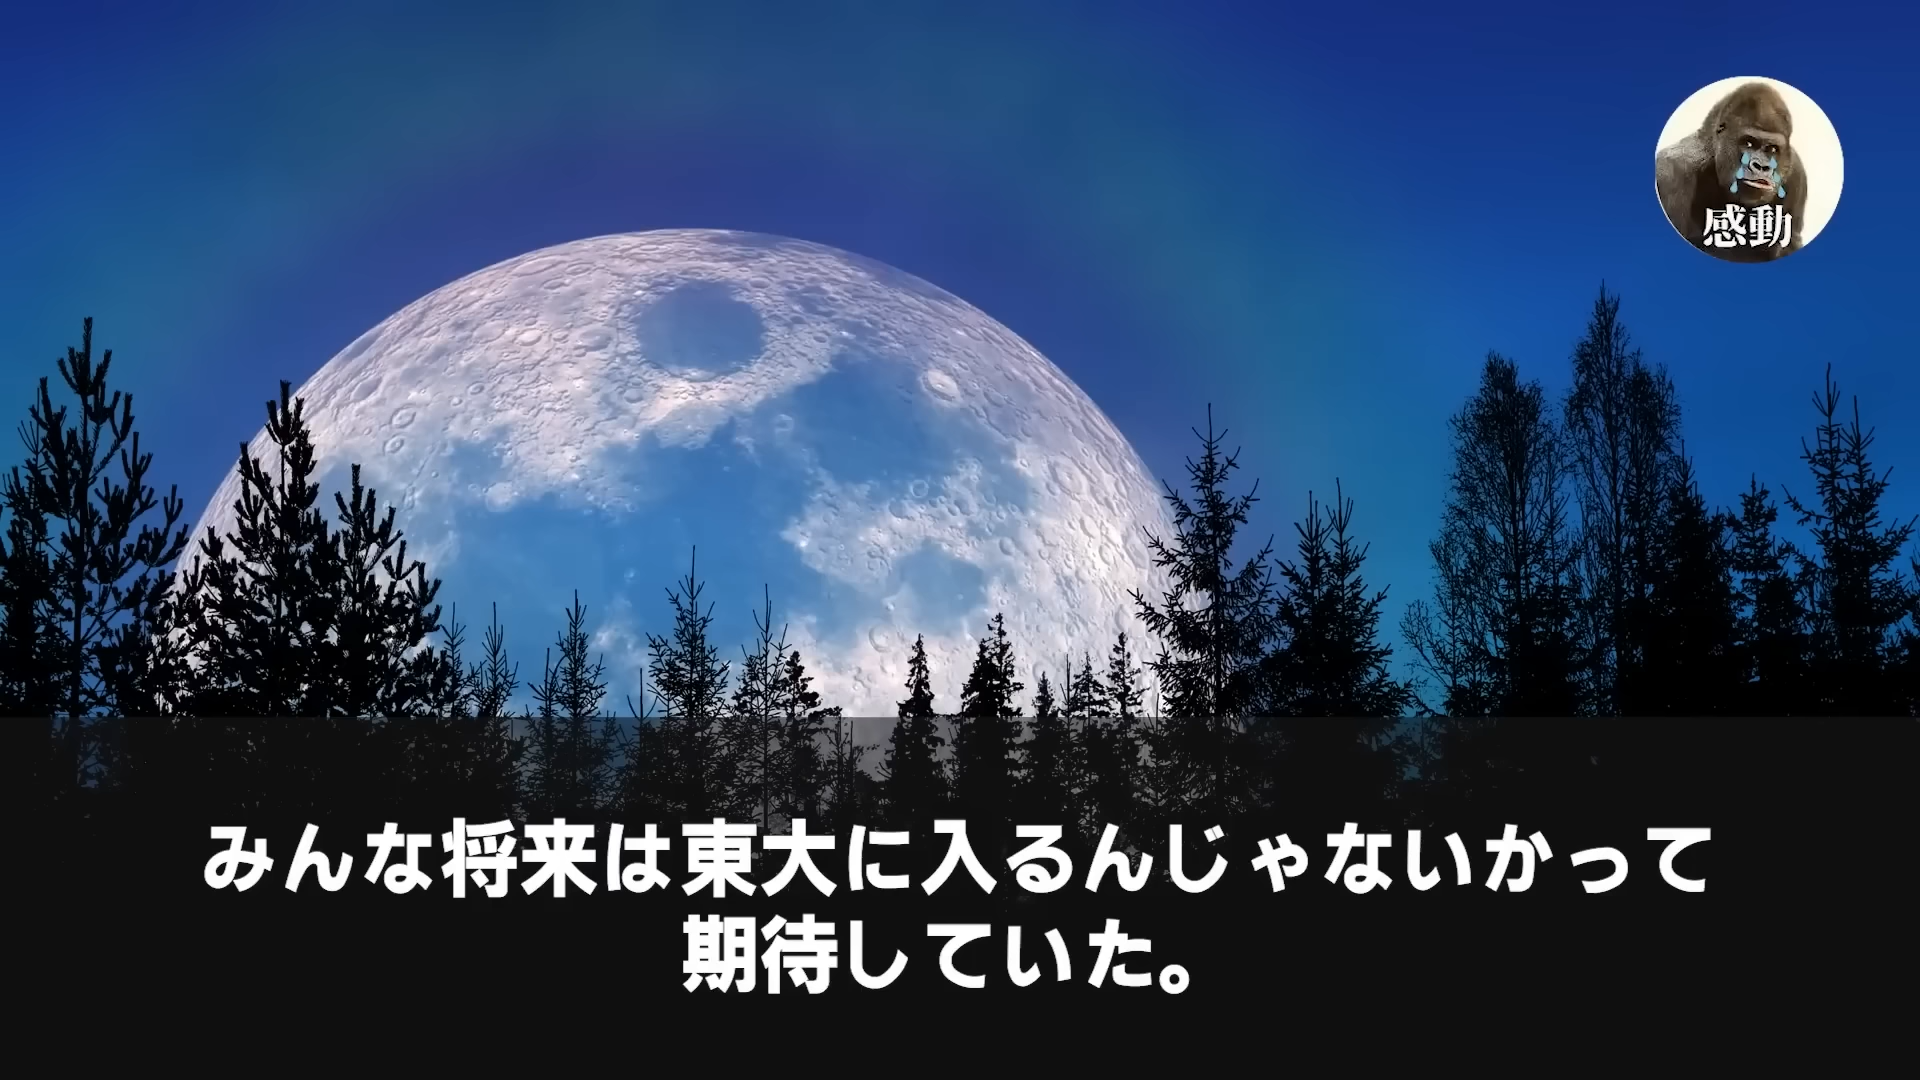 感動
みんな将来は東大に入るんじゃないかって
期待していた。